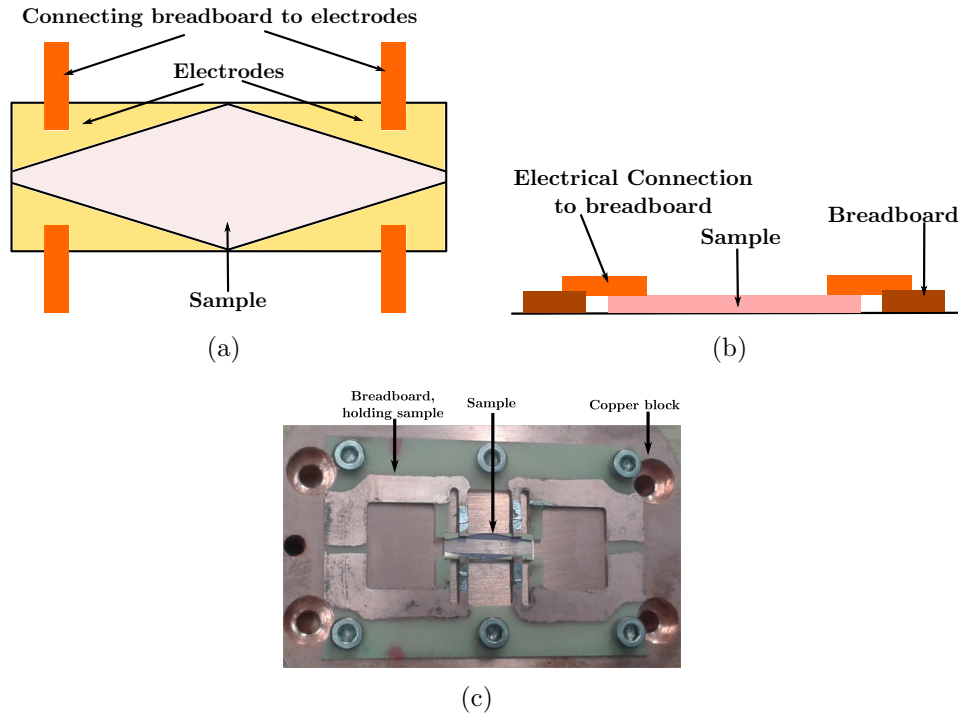 Connecting breadboard to electrodes
Electrodes
Sample
(a)
Electrical Connection
to breadboard
Sample
Breadboard
(b)
Breadboard,
holding sample
Sample
Copper block
(c)